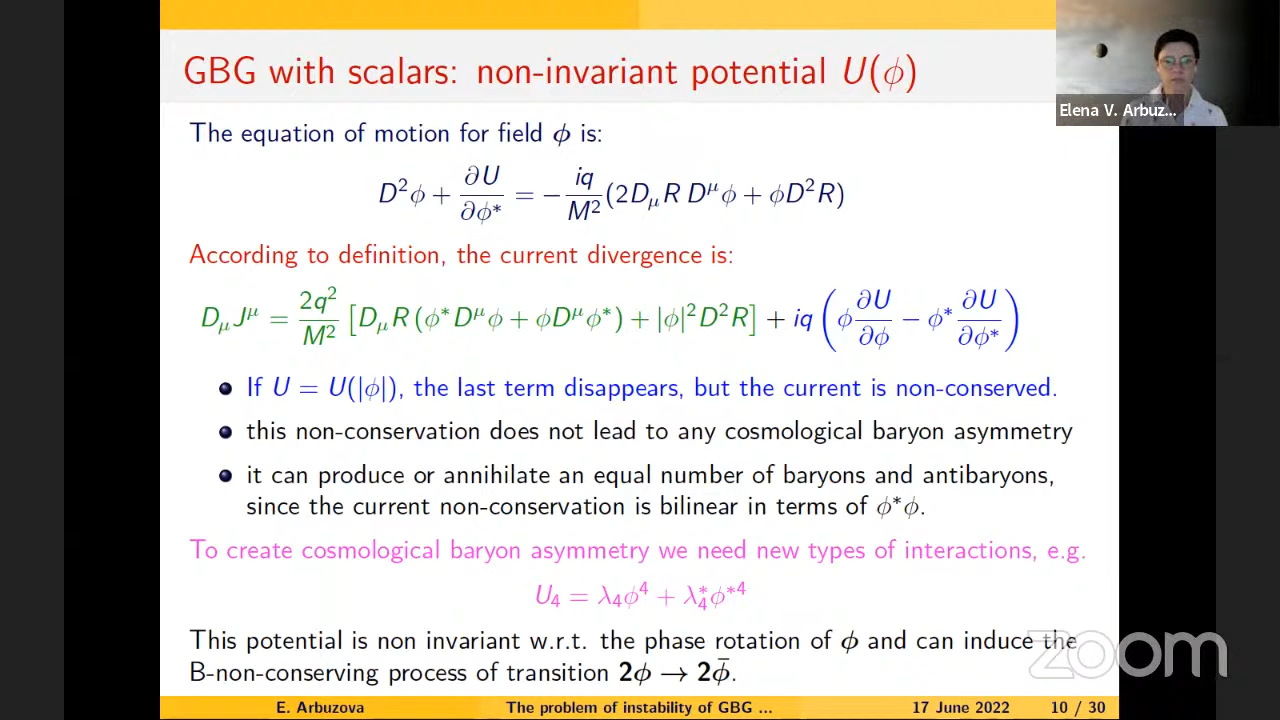 GBG with scalars: non-invariant potential U(ϕ)
Elena V. Arbuz...
The equation of motion for field ϕ is:
D²ϕ + ∂U/∂ϕ* = − iq/M² (2D_μR D^μϕ + ϕD²R)
According to definition, the current divergence is:
D_μJ^μ = 2q²/M² [D_μR (ϕ*D^μϕ + ϕD^μϕ*) + |ϕ|²D²R] + iq (ϕ ∂U/∂ϕ − ϕ* ∂U/∂ϕ*)
If U = U(|ϕ|), the last term disappears, but the current is non-conserved.
this non-conservation does not lead to any cosmological baryon asymmetry
it can produce or annihilate an equal number of baryons and antibaryons,
since the current non-conservation is bilinear in terms of ϕ*ϕ.
To create cosmological baryon asymmetry we need new types of interactions, e.g.
U₄ = λ₄ϕ⁴ + λ₄*ϕ*⁴
This potential is non invariant w.r.t. the phase rotation of ϕ and can induce the
B-non-conserving process of transition 2ϕ → 2ϕ̄.
zoom
E. Arbuzova The problem of instability of GBG ... 17 June 2022 10 / 30